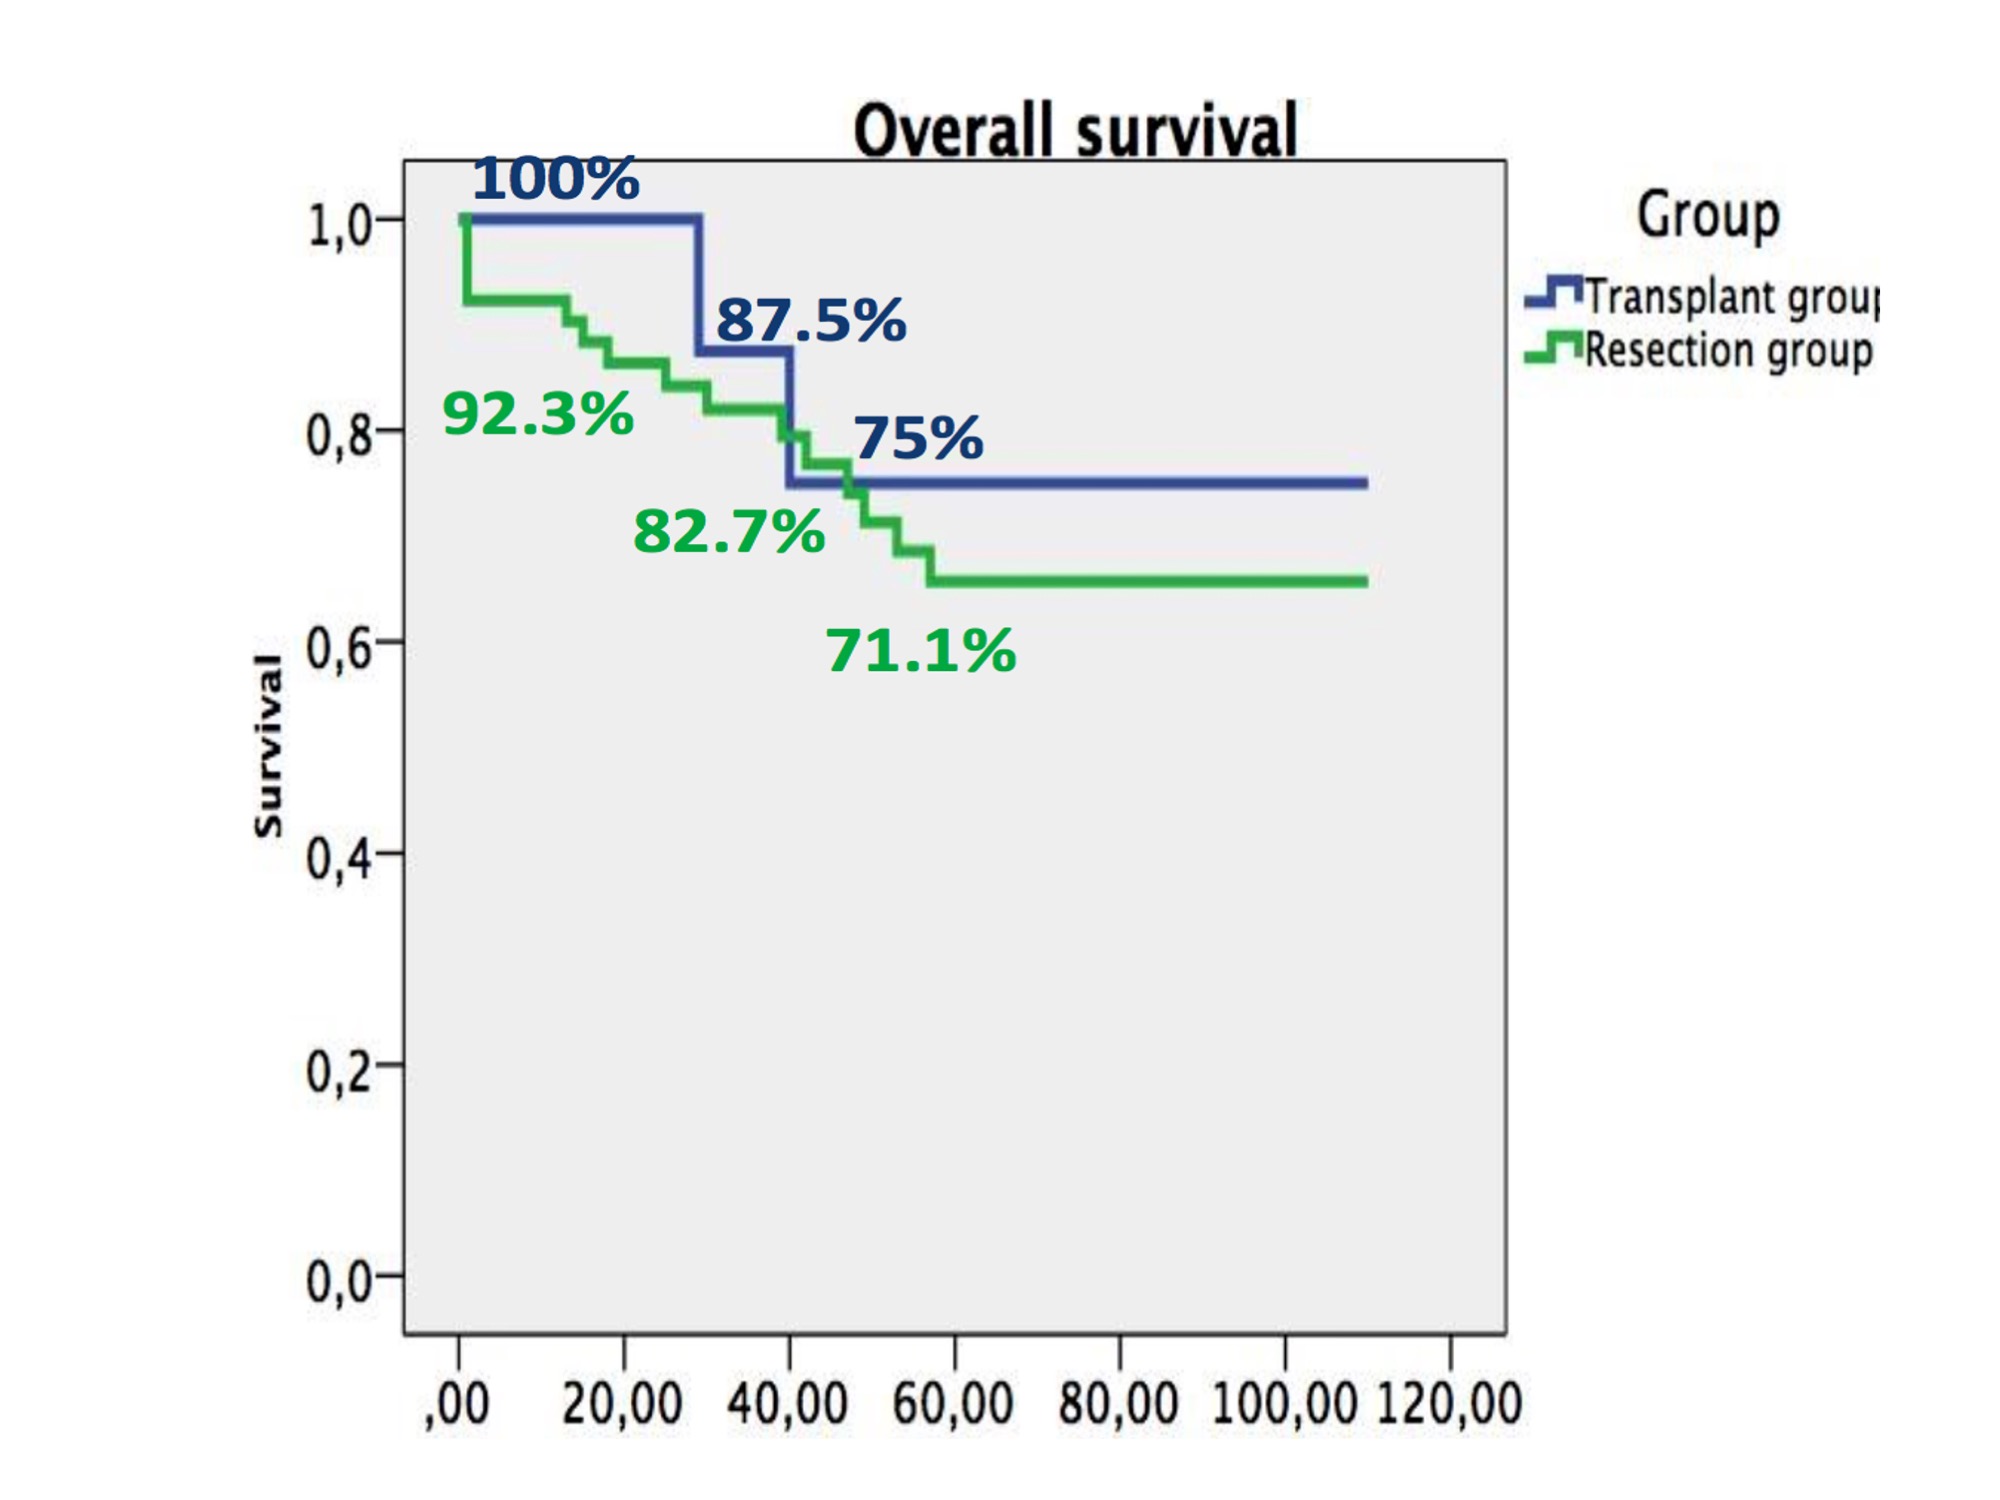 Overall survival
100%
1,0
87.5%
92.3%
0,8
75%
82.7%
71.1%
0,6
Survival
0,4
0,2
0,0
,00 20,00 40,00 60,00 80,00 100,00 120,00
Group
Transplant group
Resection group